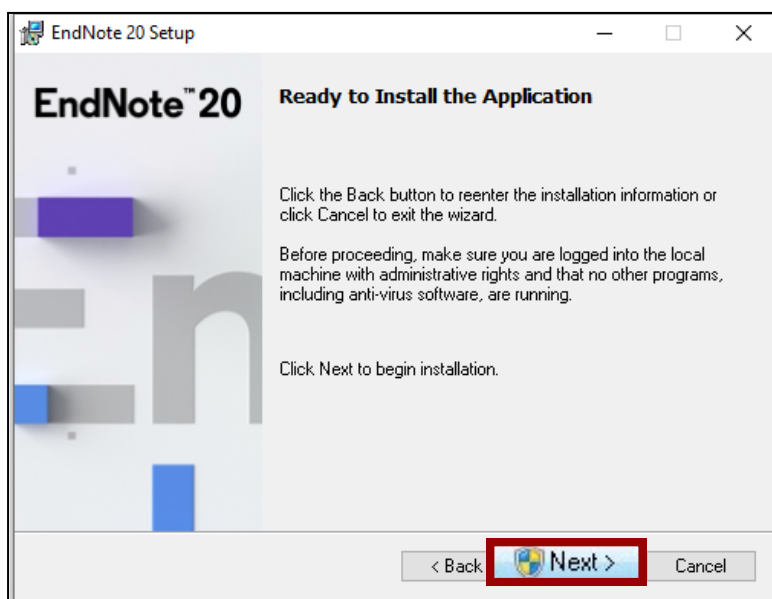 EndNote 20 Setup
EndNote™20
Ready to Install the Application
Click the Back button to reenter the installation information or
click Cancel to exit the wizard.
Before proceeding, make sure you are logged into the local
machine with administrative rights and that no other programs,
including anti-virus software, are running.
Click Next to begin installation.
En
< Back Next > Cancel